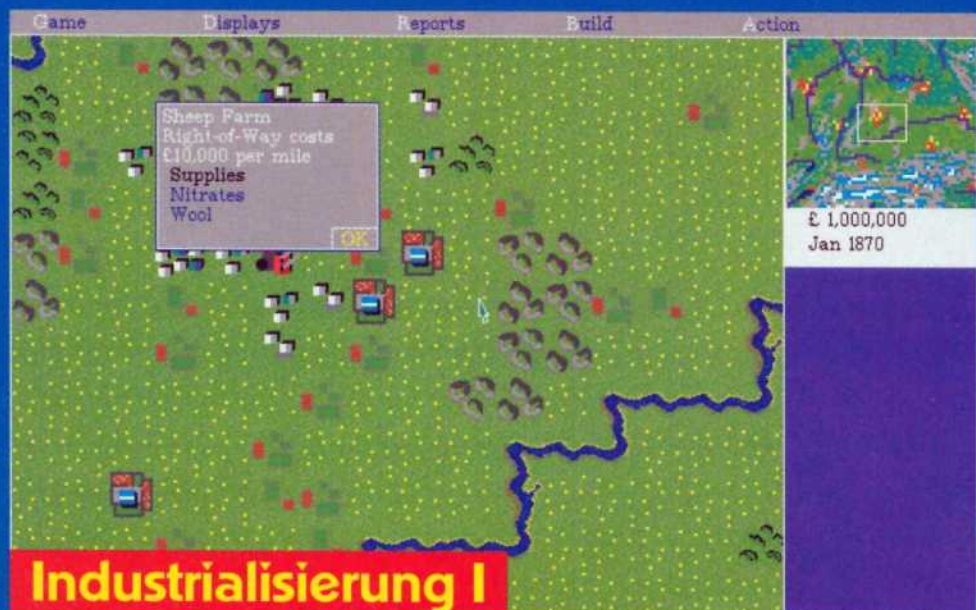 Game Displays Reports Build Action
Sheep Farm
Right-of-Way costs
£10,000 per mile
Supplies
Nitrates
Wool
OK
£ 1,000,000
Jan 1870
Industrialisierung I